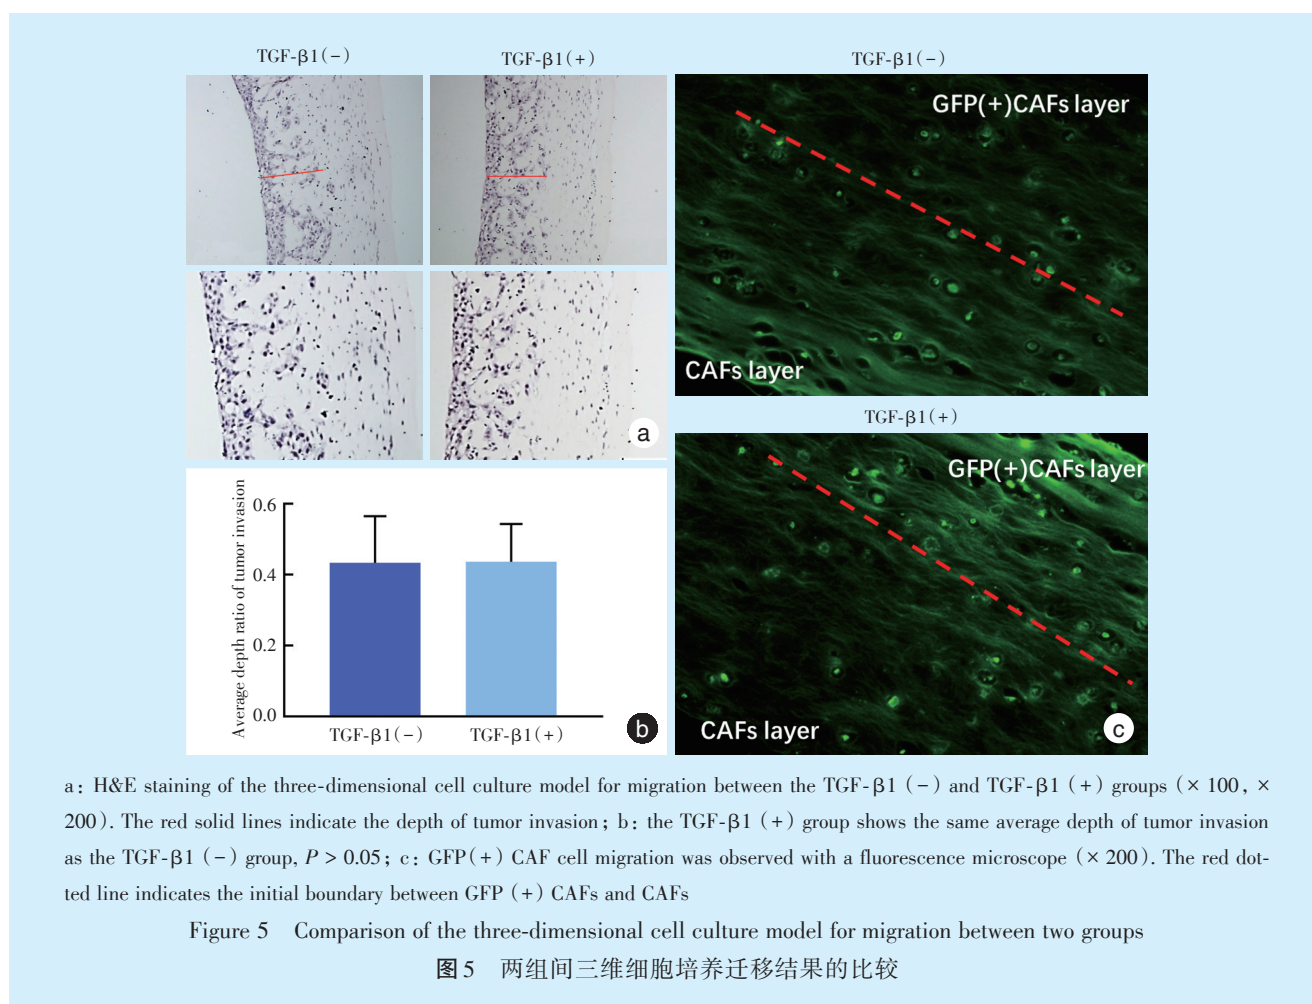 TGF-β1(-)
TGF-β1(+)
TGF-β1(-)
GFP(+)CAFs layer
CAFs layer
a
TGF-β1(+)
GFP(+)CAFs layer
CAFs layer
c
Average depth ratio of tumor invasion
0.6
0.4
0.2
0.0
TGF-β1(-)
TGF-β1(+)
b
a: H&E staining of the three-dimensional cell culture model for migration between the TGF-β1 (-) and TGF-β1 (+) groups (× 100, ×
200). The red solid lines indicate the depth of tumor invasion; b: the TGF-β1 (+) group shows the same average depth of tumor invasion
as the TGF-β1 (-) group, P > 0.05; c: GFP(+) CAF cell migration was observed with a fluorescence microscope (× 200). The red dot-
ted line indicates the initial boundary between GFP (+) CAFs and CAFs
Figure 5 Comparison of the three-dimensional cell culture model for migration between two groups
图5 两组间三维细胞培养迁移结果的比较